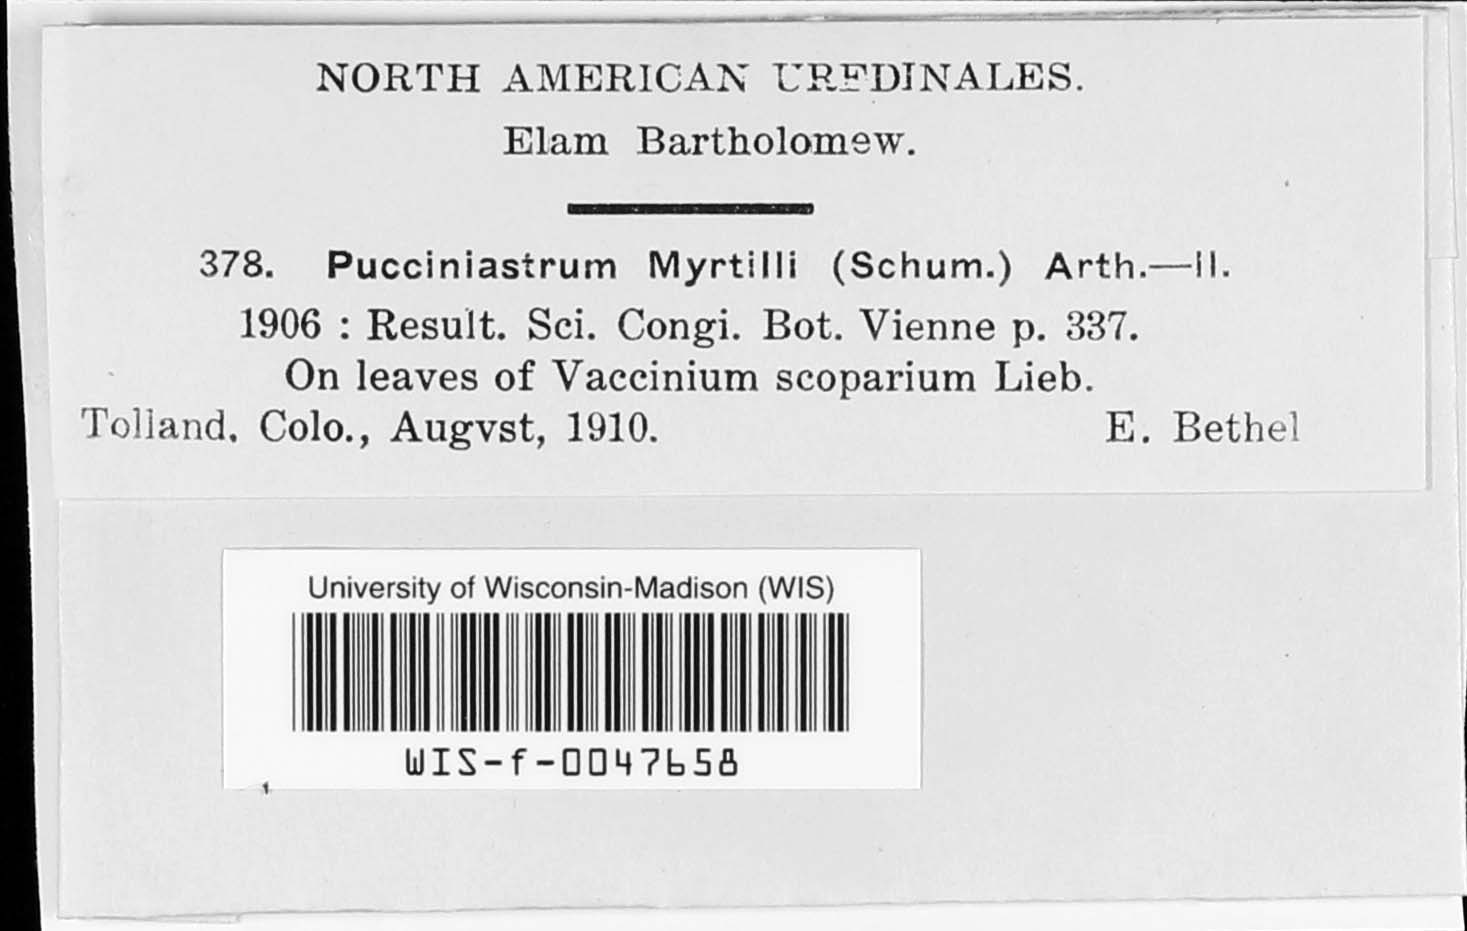 NORTH AMERICAN UREDINALES.
Elam Bartholomew.
378. Pucciniastrum Myrtilli (Schum.) Arth.—II.
1906 : Result. Sci. Congi. Bot. Vienne p. 337.
On leaves of Vaccinium scoparium Lieb.
Tolland, Colo., Augvst, 1910. E. Bethel
University of Wisconsin-Madison (WIS)
WIS-f-0047658